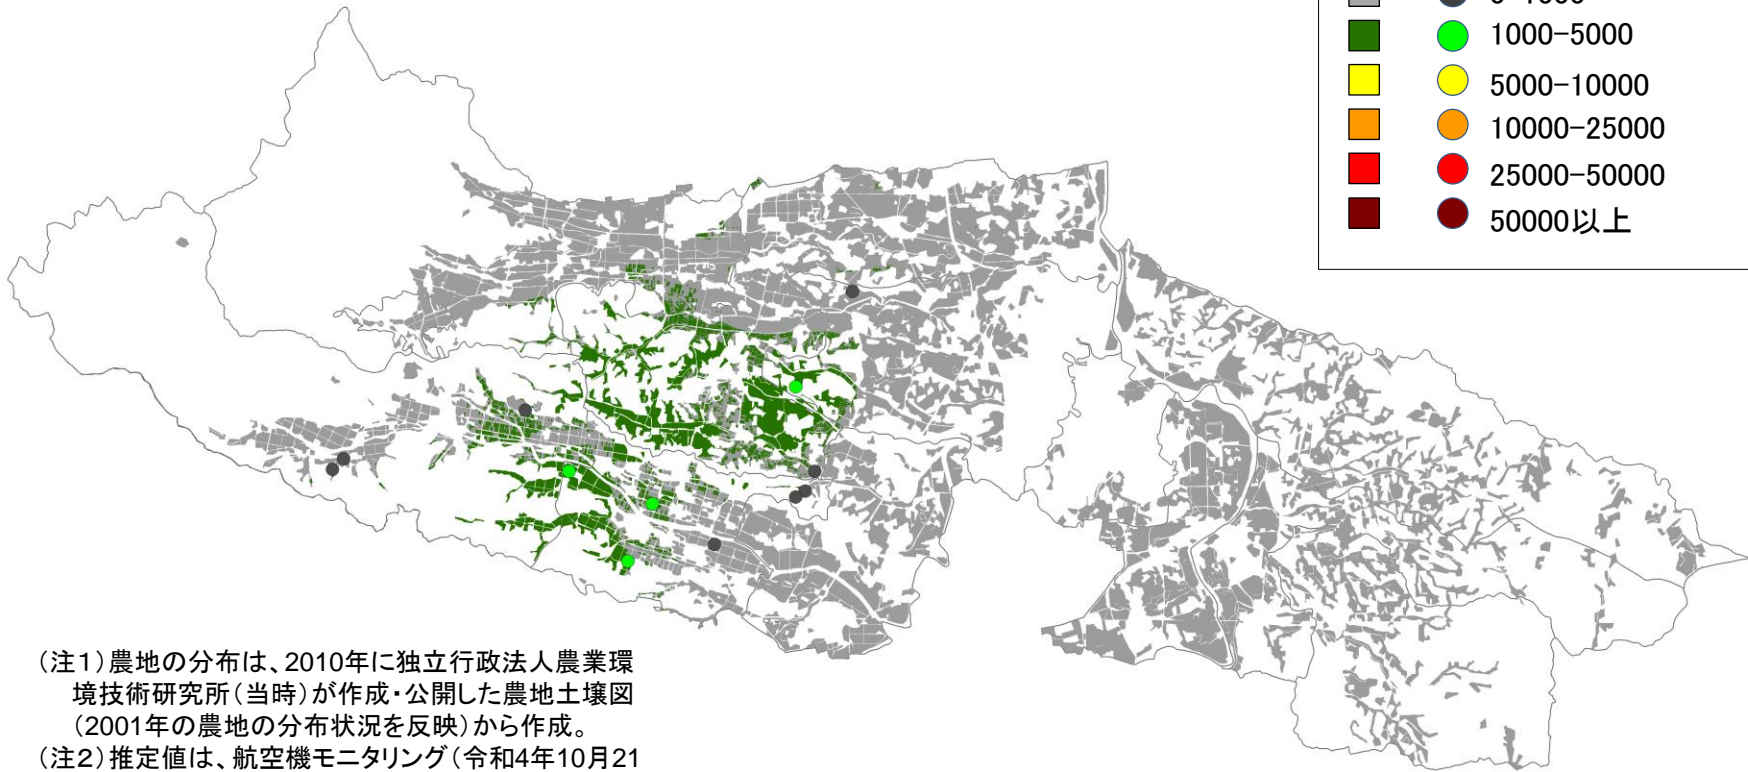 1000-5000
5000-10000
10000-25000
25000-50000
50000以上
(注1)農地の分布は、2010年に独立行政法人農業環
境技術研究所(当時)が作成・公開した農地土壌図
(2001年の農地の分布状況を反映)から作成。
(注2)推定値は、航空機モニタリング(令和4年10月21